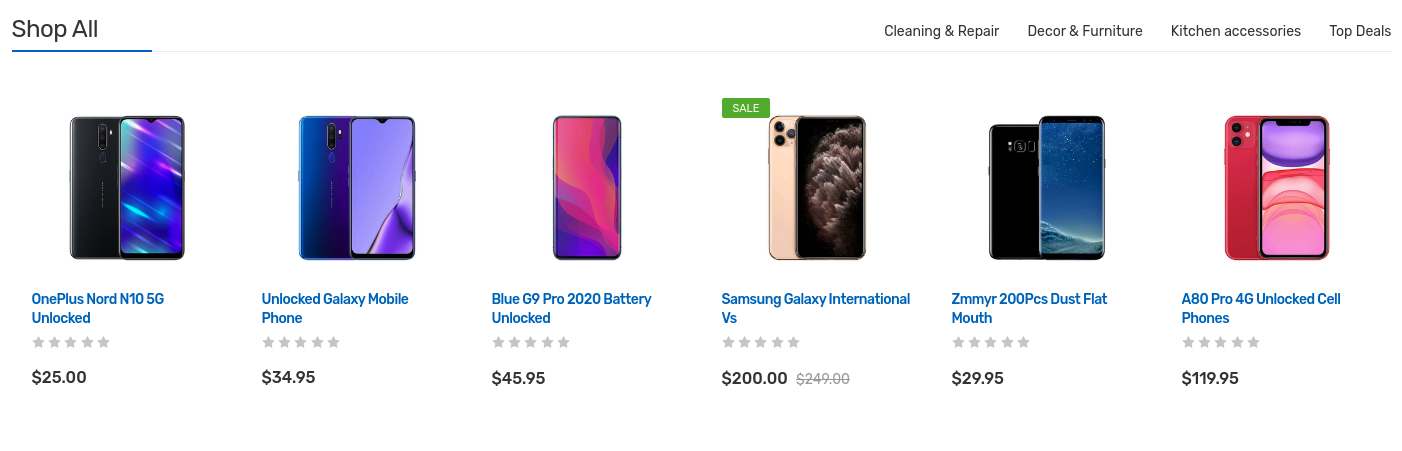 Shop All
Cleaning & Repair
Decor & Furniture
Kitchen accessories
Top Deals
SALE
OnePlus Nord N10 5G
Unlocked
$25.00
Unlocked Galaxy Mobile
Phone
$34.95
Blue G9 Pro 2020 Battery
Unlocked
$45.95
Samsung Galaxy International
Vs
$200.00 $249.00
Zmmyr 200Pcs Dust Flat
Mouth
$29.95
A80 Pro 4G Unlocked Cell
Phones
$119.95